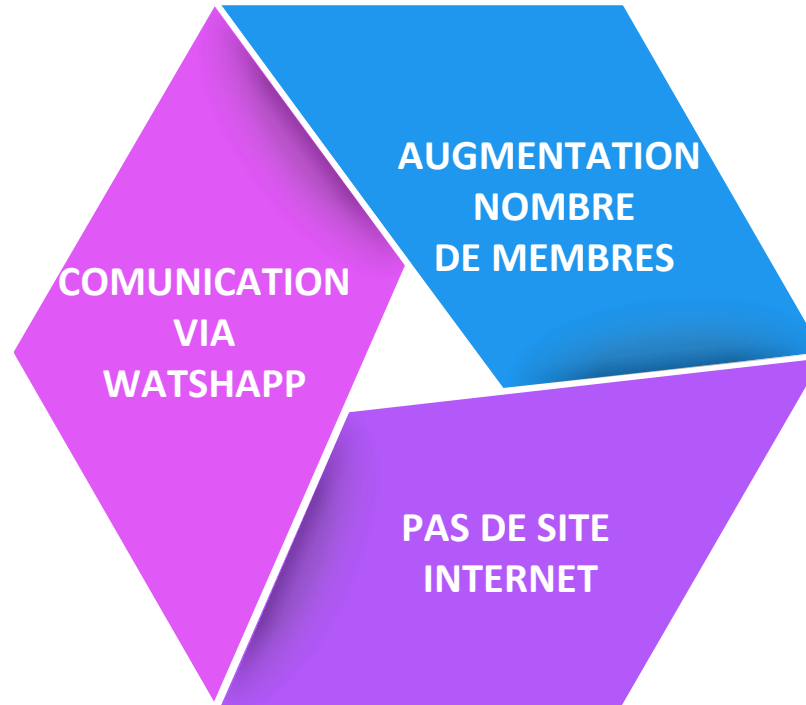 AUGMENTATION
NOMBRE
DE MEMBRES
COMUNICATION
VIA
WATSHAPP
PAS DE SITE
INTERNET